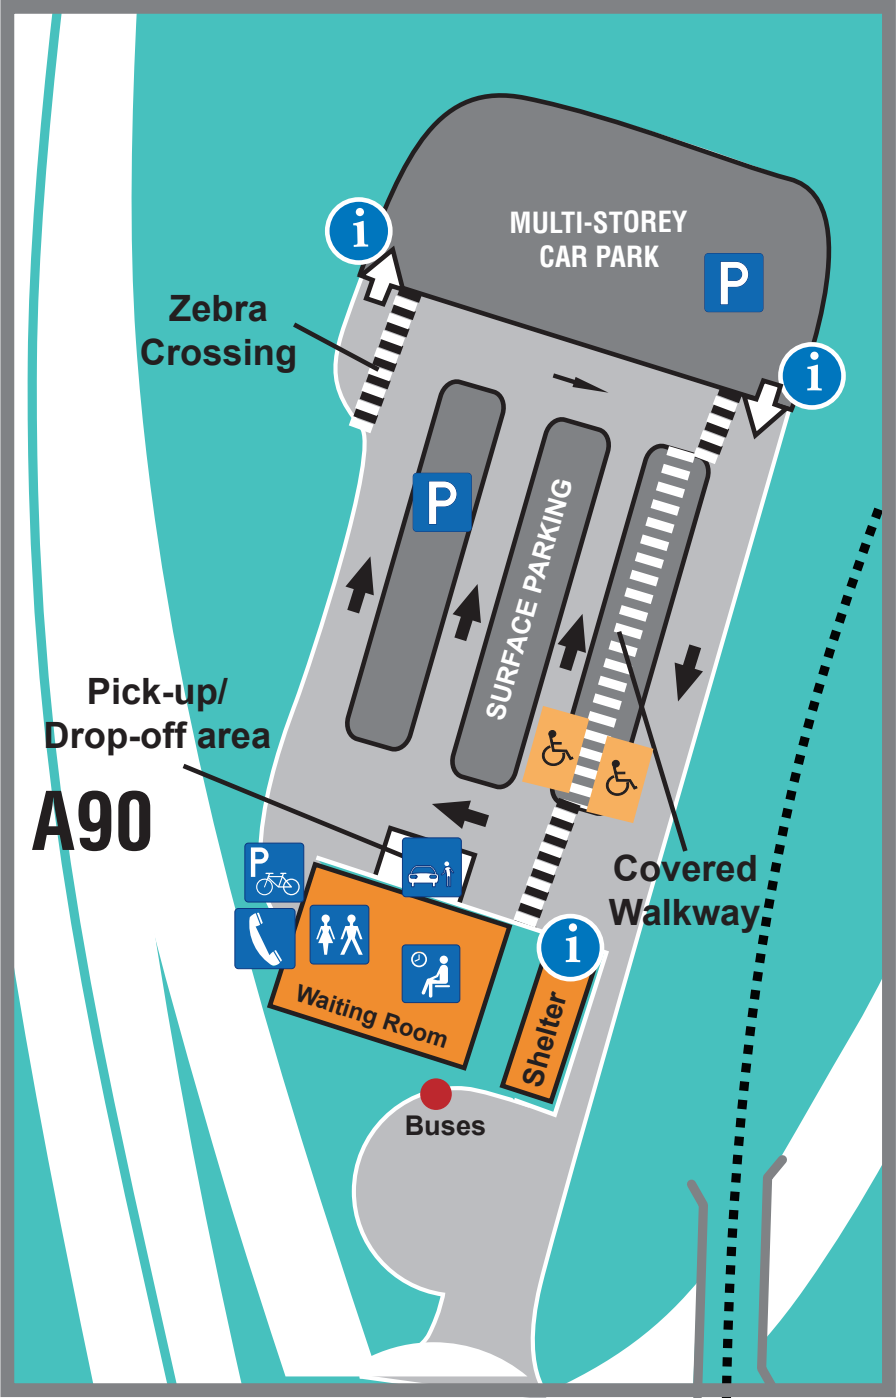 MULTI-STOREY
CAR PARK
i
P
i
Zebra
Crossing
P
SURFACE PARKING
Pick-up/
Drop-off area
A90
P
Covered
Walkway
i
Waiting Room
Shelter
Buses